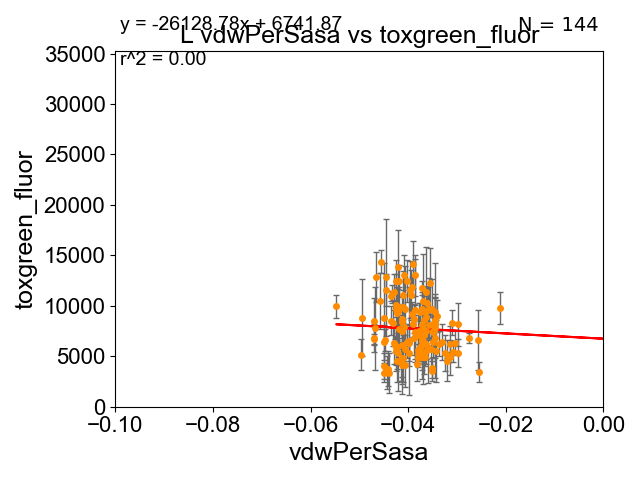 y = -26128.78x + 6741.87
N = 144
L vdwPerSasa vs toxgreen_fluor
r^2 = 0.00
35000
30000
25000
20000
15000
10000
5000
0
toxgreen_fluor
−0.10 −0.08 −0.06 −0.04 −0.02 0.00
vdwPerSasa